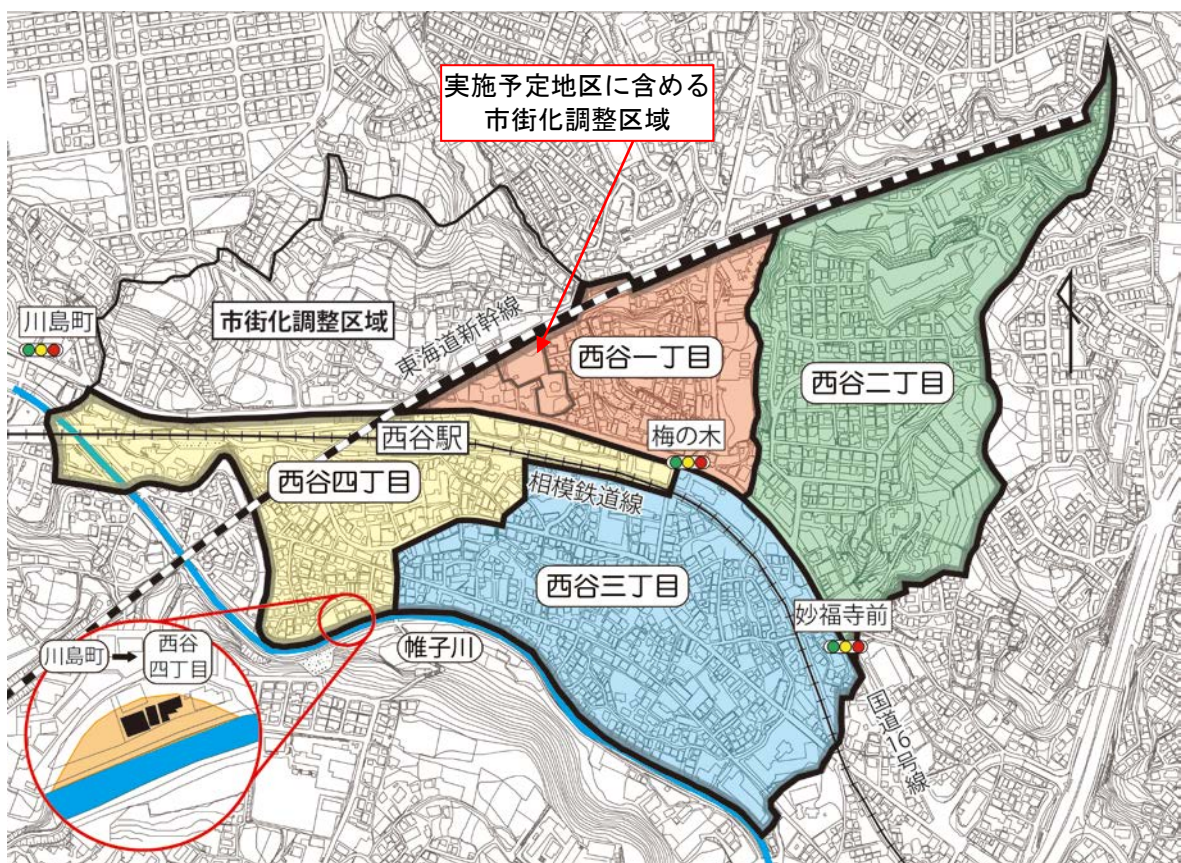 実施予定地区に含める
市街化調整区域
川島町
市街化調整区域
東海道新幹線
西谷一丁目
西谷二丁目
西谷駅
梅の木
西谷四丁目
相模鉄道線
西谷三丁目
妙福寺前
川島町
西谷
四丁目
帷子川
国道16号線